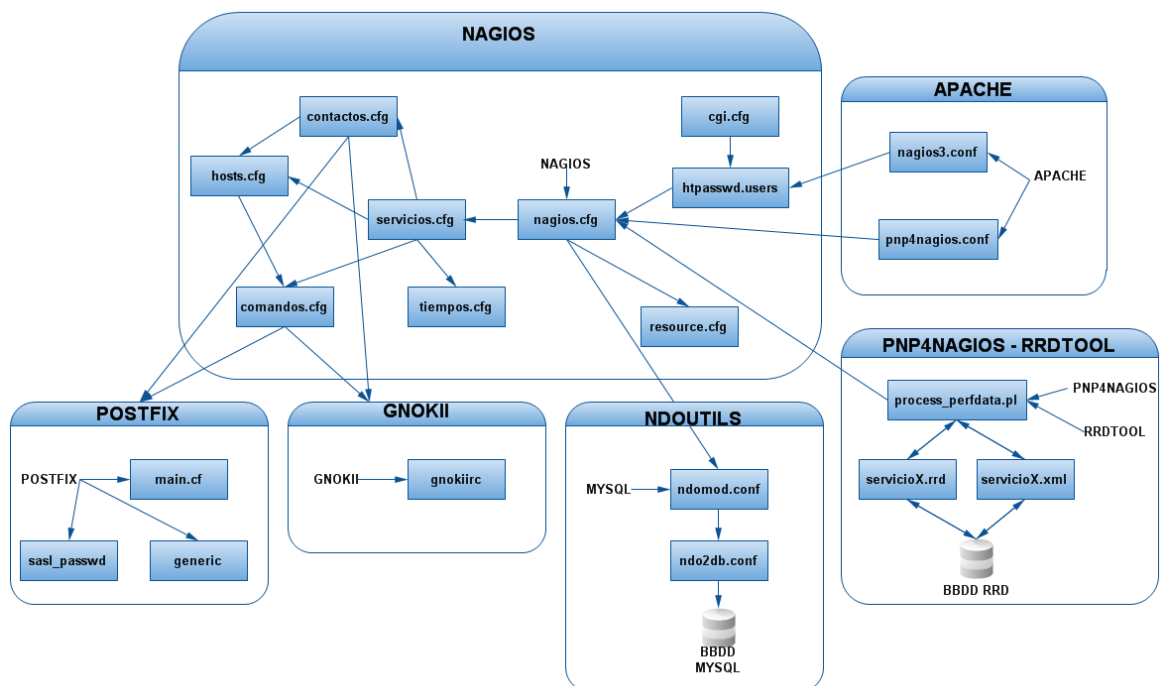 NAGIOS
contactos.cfg
cgi.cfg
hosts.cfg
NAGIOS
htpasswd.users
servicios.cfg
nagios.cfg
comandos.cfg
tiempos.cfg
resource.cfg
APACHE
nagios3.conf
APACHE
pnp4nagios.conf
POSTFIX
POSTFIX
main.cf
sasl_passwd
generic
GNOKII
GNOKII
gnokiirc
NDOUTILS
MYSQL
ndomod.conf
ndo2db.conf
BBDD
MYSQL
PNP4NAGIOS - RRDTOOL
process_perfdata.pl
PNP4NAGIOS
RRDTOOL
servicioX.rrd
servicioX.xml
BBDD RRD